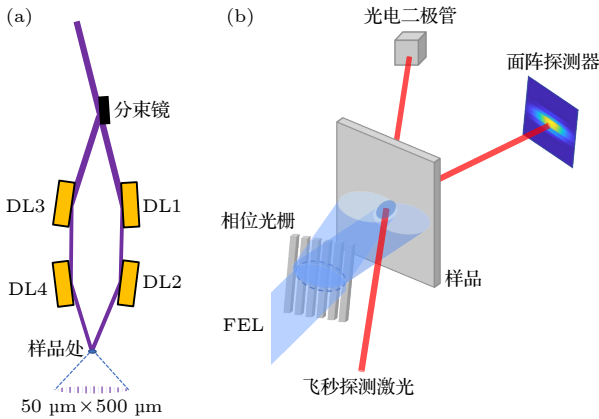 (a)
分束镜
DL3
DL1
DL4
DL2
样品处
50 µm×500 µm
(b)
光电二极管
面阵探测器
相位光栅
样品
FEL
飞秒探测激光